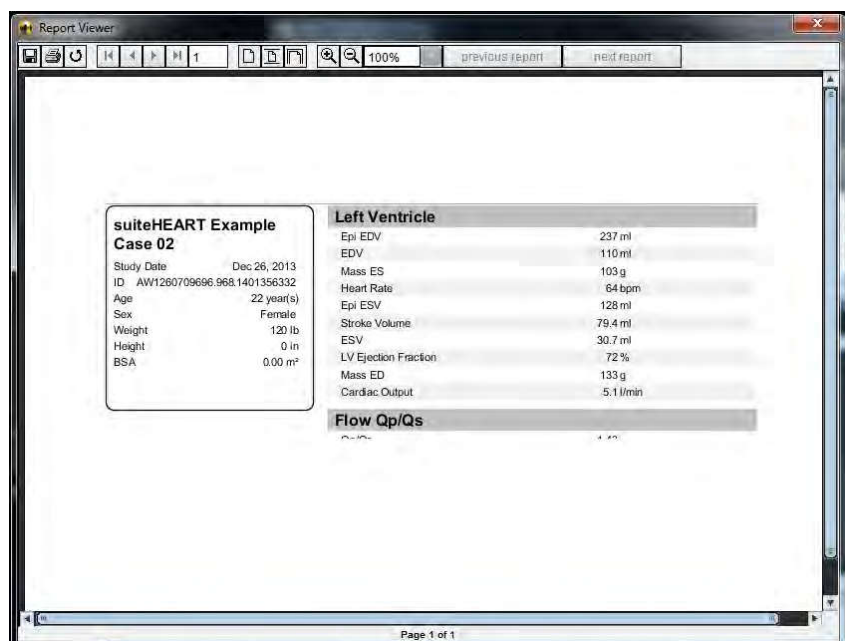 Report Viewer
1
100%
previous report
next report
suiteHEART Example
Case 02
Study Date Dec 26, 2013
ID AW1260709696.968.1401356332
Age 22 year(s)
Sex Female
Weight 120 lb
Height 0 in
BSA 0.00 m²
Left Ventricle
Epi EDV 237 ml
EDV 110 ml
Mass ES 103 g
Heart Rate 64 bpm
Epi ESV 128 ml
Stroke Volume 79.4 ml
ESV 30.7 ml
LV Ejection Fraction 72 %
Mass ED 133 g
Cardiac Output 5.1 l/min
Flow Qp/Qs
Page 1 of 1